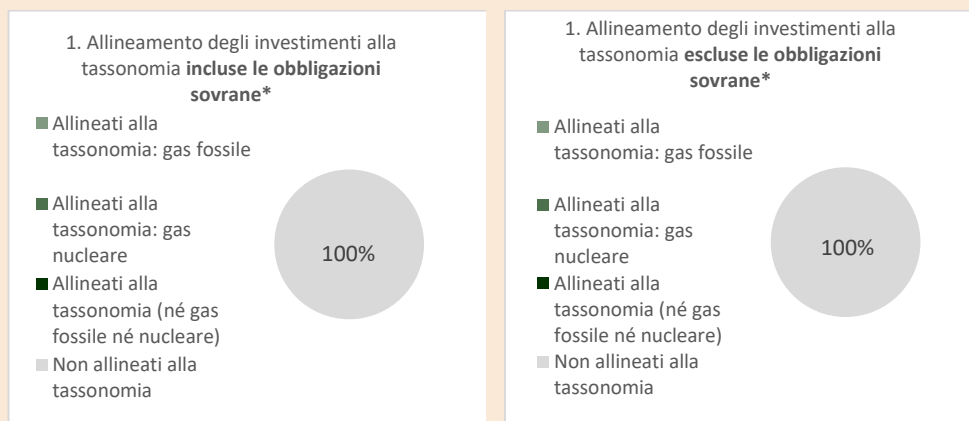 1. Allineamento degli investimenti alla
tassonomia incluse le obbligazioni
sovrane*
Allineati alla
tassonomia: gas fossile
Allineati alla
tassonomia: gas
nucleare
Allineati alla
tassonomia (né gas
fossile né nucleare)
Non allineati alla
tassonomia
100%
1. Allineamento degli investimenti alla
tassonomia escluse le obbligazioni
sovrane*
Allineati alla
tassonomia: gas fossile
Allineati alla
tassonomia: gas
nucleare
Allineati alla
tassonomia (né gas
fossile né nucleare)
Non allineati alla
tassonomia
100%